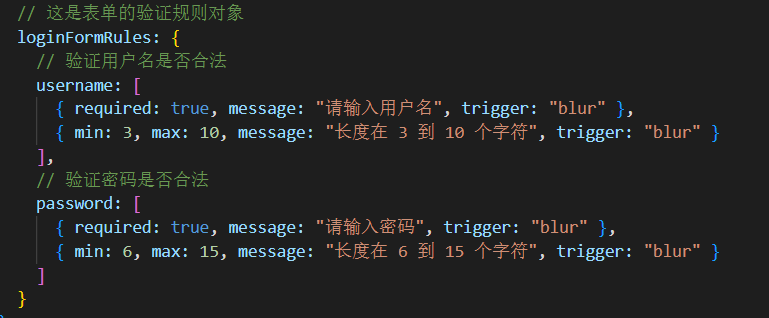 // 这是表单的验证规则对象
loginFormRules: {
// 验证用户名是否合法
username: [
{ required: true, message: "请输入用户名", trigger: "blur" },
{ min: 3, max: 10, message: "长度在 3 到 10 个字符", trigger: "blur" }
],
// 验证密码是否合法
password: [
{ required: true, message: "请输入密码", trigger: "blur" },
{ min: 6, max: 15, message: "长度在 6 到 15 个字符", trigger: "blur" }
]
}